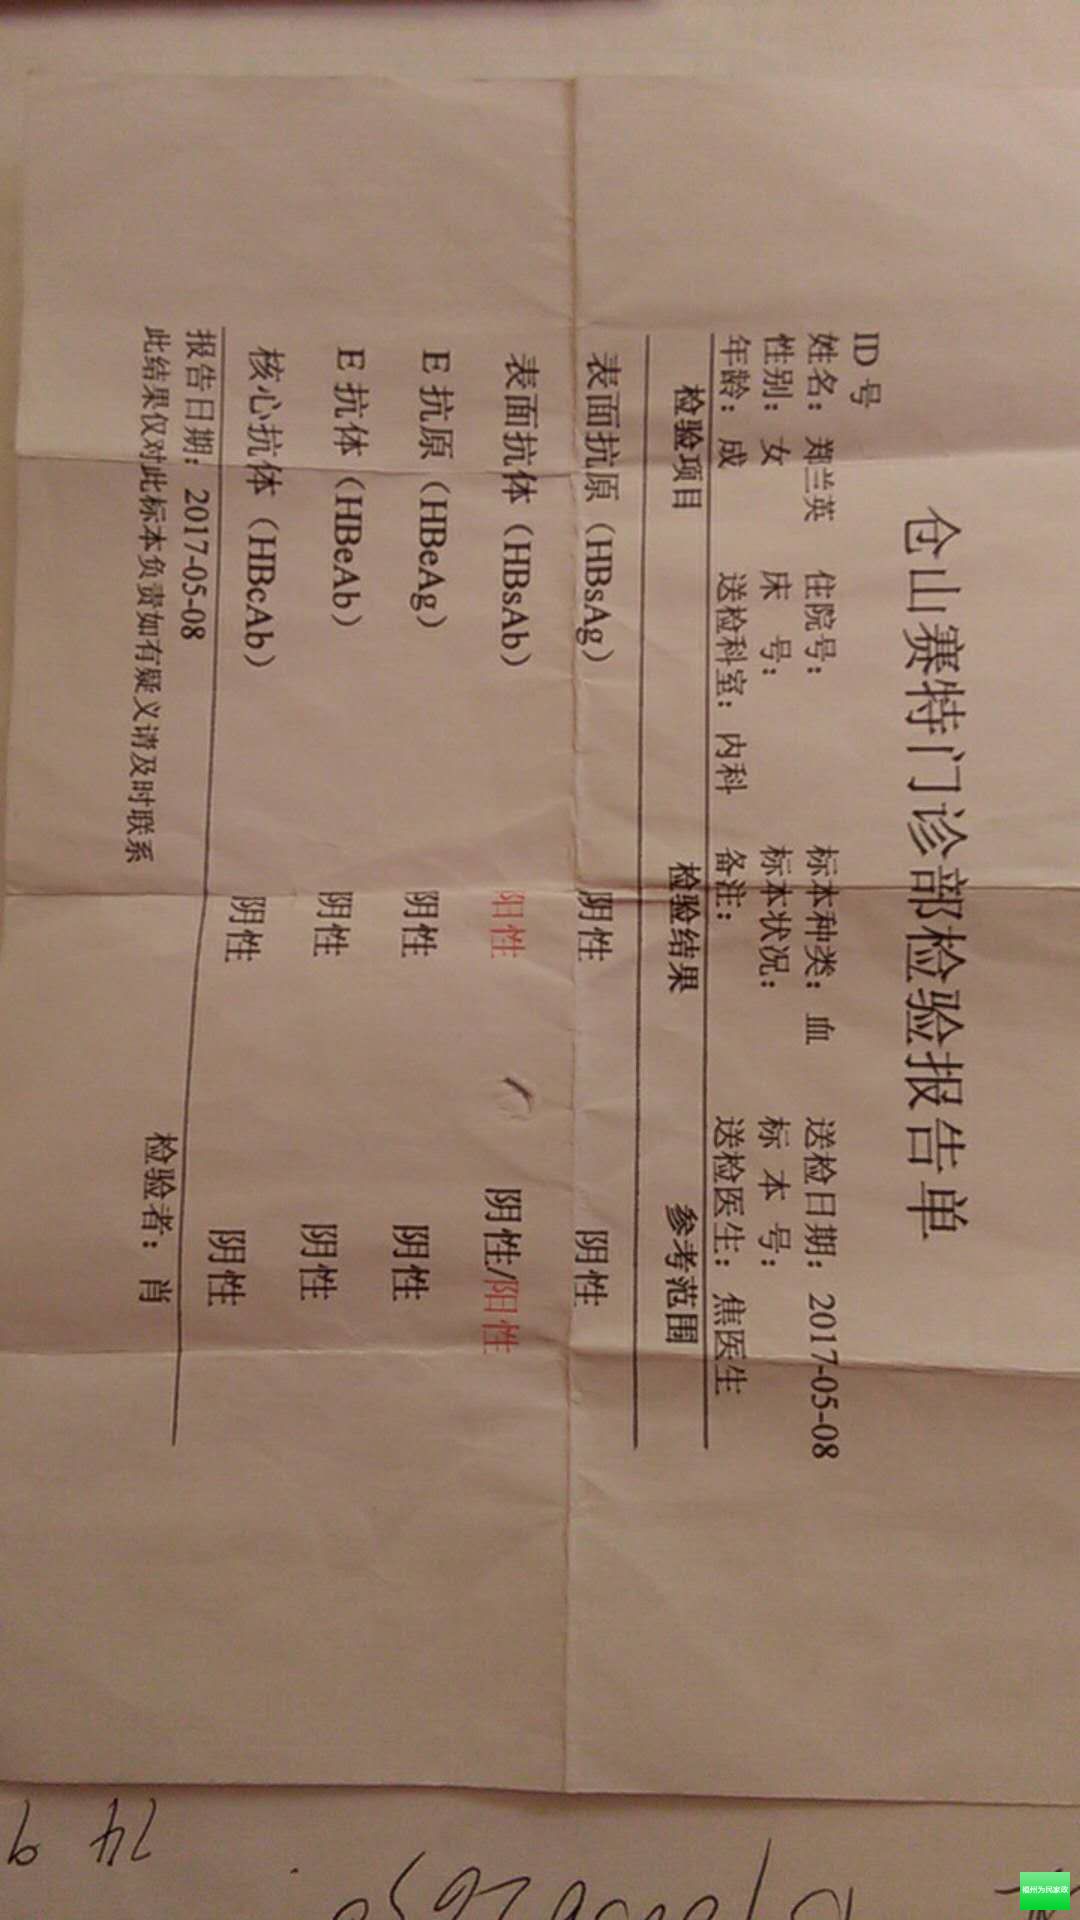 仓山赛特门诊部检验报告单
ID 号
姓名：郑兰英 住院号： 标本种类：血 送检日期：2017-05-08
性别：女 床 号： 标本状况： 标 本 号：
年龄：成 送检科室：内科 备注： 送检医生：焦医生
检验项目 检验结果 参考范围
表面抗原（HBsAg） 阴性 阴性
表面抗体（HBsAb） 阳性 阴性/阳性
E 抗原（HBeAg） 阴性 阴性
E 抗体（HBeAb） 阴性 阴性
核心抗体（HBcAb） 阴性 阴性
报告日期：2017-05-08 检验者：肖
此结果仅对此标本负责如有疑义请及时联系
福州为民家政